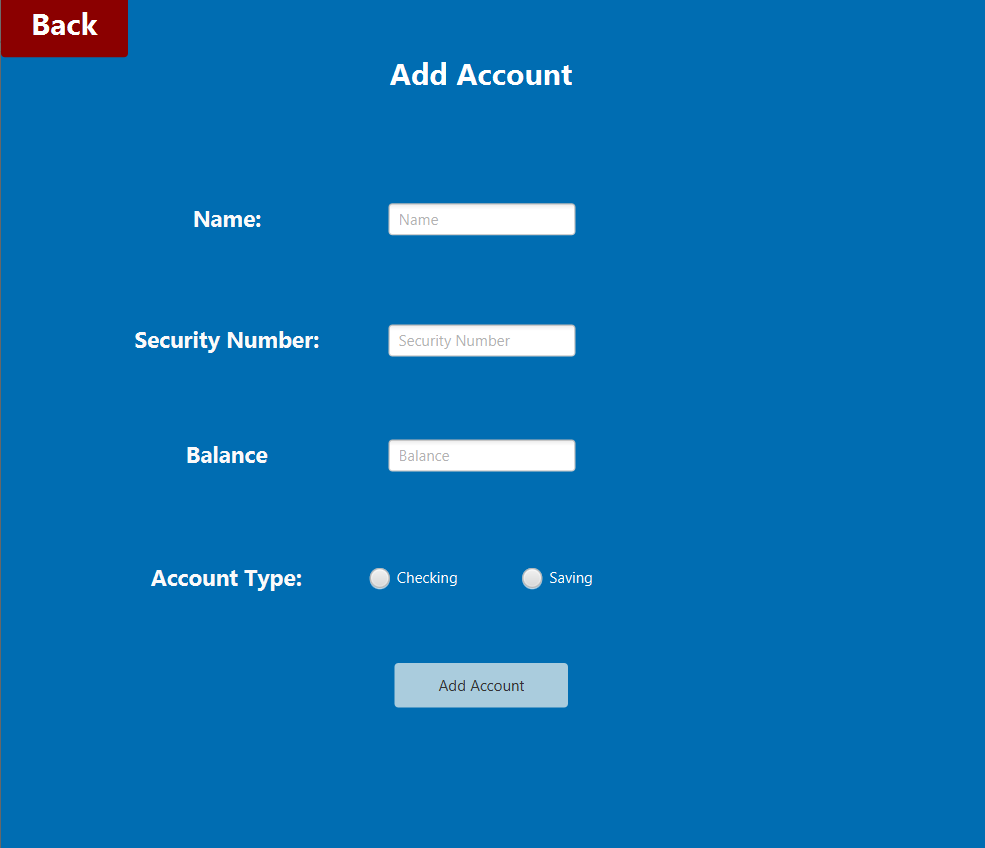 Back
Add Account
Name:
Name
Security Number:
Security Number
Balance
Balance
Account Type:
Checking
Saving
Add Account